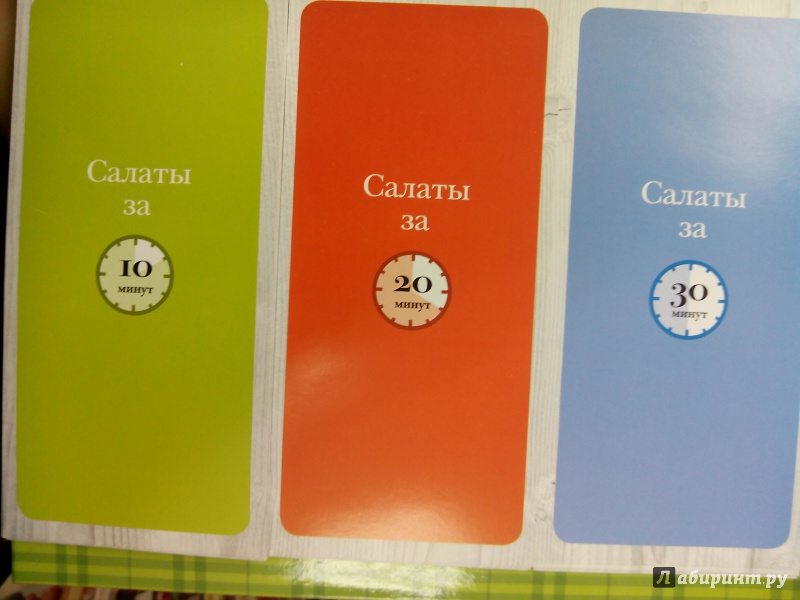 Салаты
за
10
минут
Салаты
за
20
минут
Салаты
за
30
минут
Лабиринт.ру